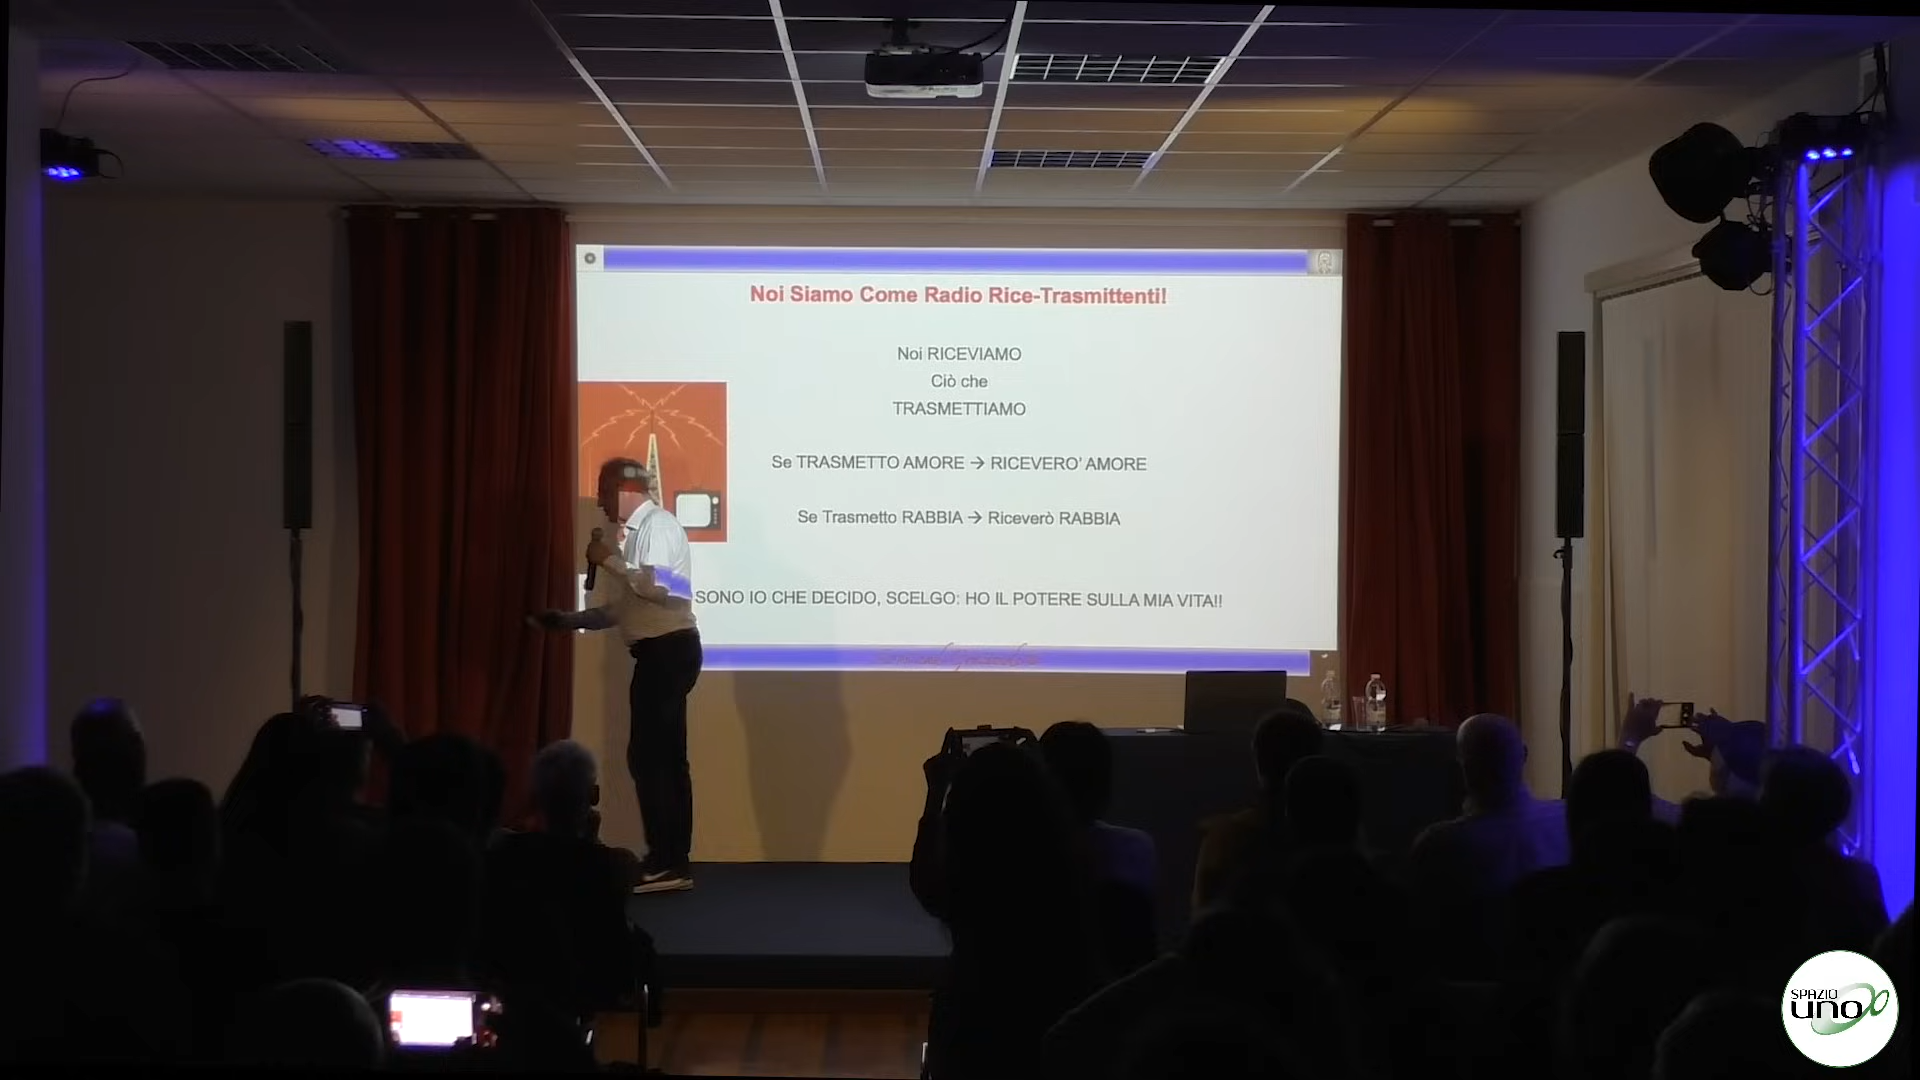 Noi Siamo Come Radio Rice-Trasmittenti!
Noi RICEVIAMO
Ciò che
TRASMETTIAMO
Se TRASMETTO AMORE → RICEVERO' AMORE
Se Trasmetto RABBIA → Riceverò RABBIA
SONO IO CHE DECIDO, SCELGO: HO IL POTERE SULLA MIA VITA!!
SPAZIO
uno